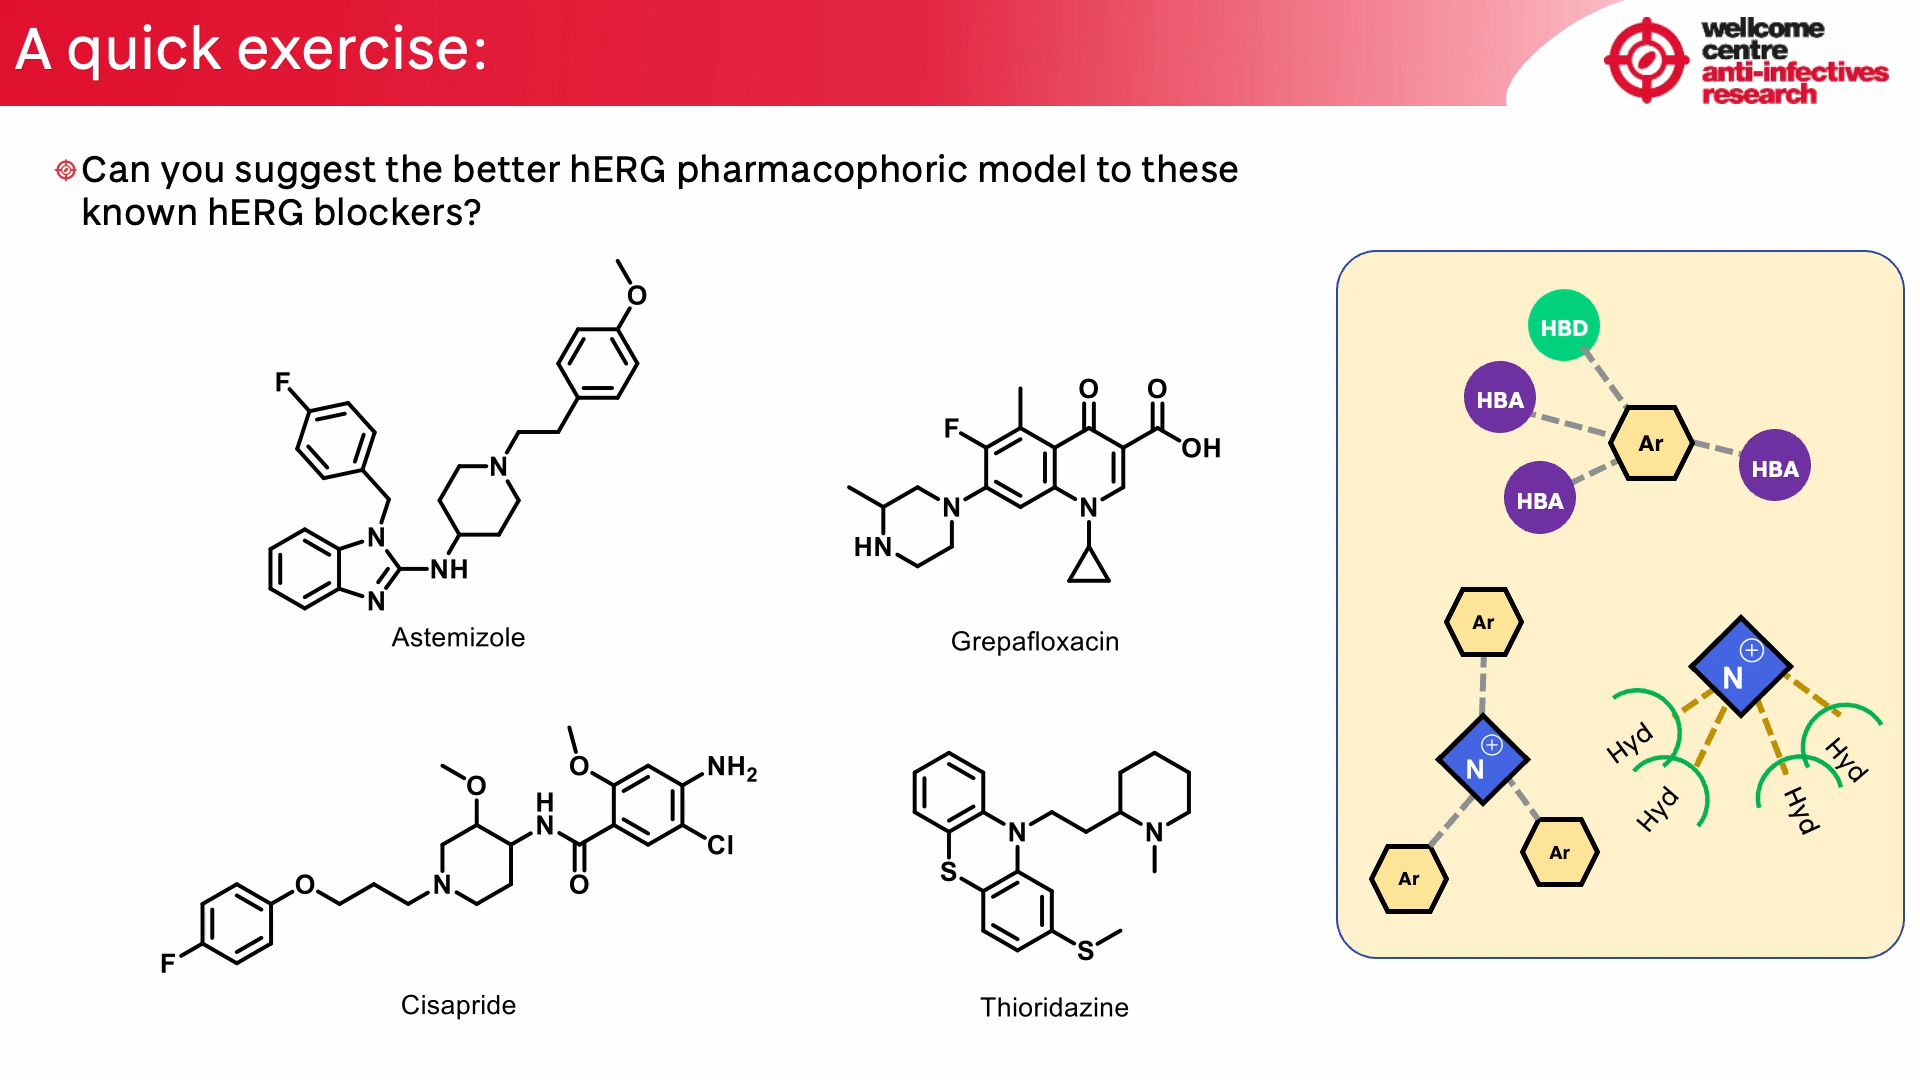 A quick exercise:
wellcome
centre
anti-infectives
research
Can you suggest the better hERG pharmacophoric model to these
known hERG blockers?
O
F
N
N
NH
N
Astemizole
O
O
F
OH
N
N
HN
Grepafloxacin
O
O
NH2
H
N
Cl
O
O
N
F
Cisapride
N
N
S
S
Thioridazine
HBD
HBA
Ar
HBA
HBA
Ar
N
+
Ar
Ar
N
+
Hyd
Hyd
Hyd
Hyd